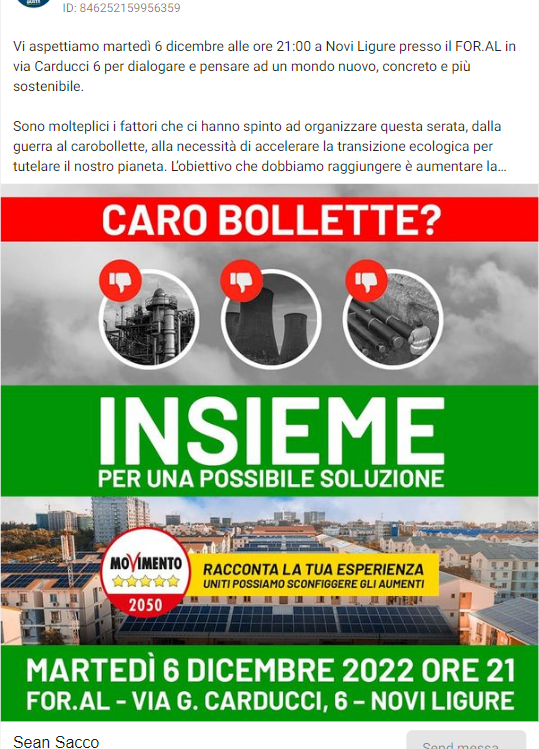 ID: 846252159956359
Vi aspettiamo martedì 6 dicembre alle ore 21:00 a Novi Ligure presso il FOR.AL in
via Carducci 6 per dialogare e pensare ad un mondo nuovo, concreto e più
sostenibile.
Sono molteplici i fattori che ci hanno spinto ad organizzare questa serata, dalla
guerra al carobollette, alla necessità di accelerare la transizione ecologica per
tutelare il nostro pianeta. L'obiettivo che dobbiamo raggiungere è aumentare la...
CARO BOLLETTE?
INSIEME
PER UNA POSSIBILE SOLUZIONE
MOVIMENTO
2050
RACCONTA LA TUA ESPERIENZA
UNITI POSSIAMO SCONFIGGERE GLI AUMENTI
MARTEDÌ 6 DICEMBRE 2022 ORE 21
FOR.AL - VIA G. CARDUCCI, 6 – NOVI LIGURE
Sean Sacco
Send messa